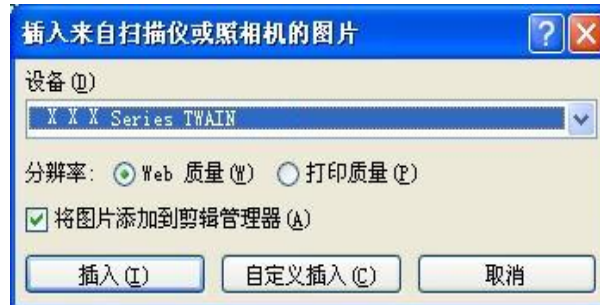 插入来自扫描仪或照相机的图片
设备(D)
X X X Series TWAIN
分辨率: Web 质量(W) 打印质量(P)
将图片添加到剪辑管理器(A)
插入(I) 自定义插入(C) 取消